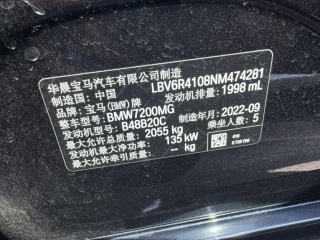 华晨宝马汽车有限公司制造
制造国：中国 LBV6R4108NM474281
品牌：宝马(BMW)牌 发动机排量：1998 mL
整车型号：BMW7200MG
发动机型号：B48B20C 制造年月：2022-09
最大允许总质量：2055 kg 乘坐人数：5
发动机最大净功率：135 kW
最大允许牵引质量：— kg